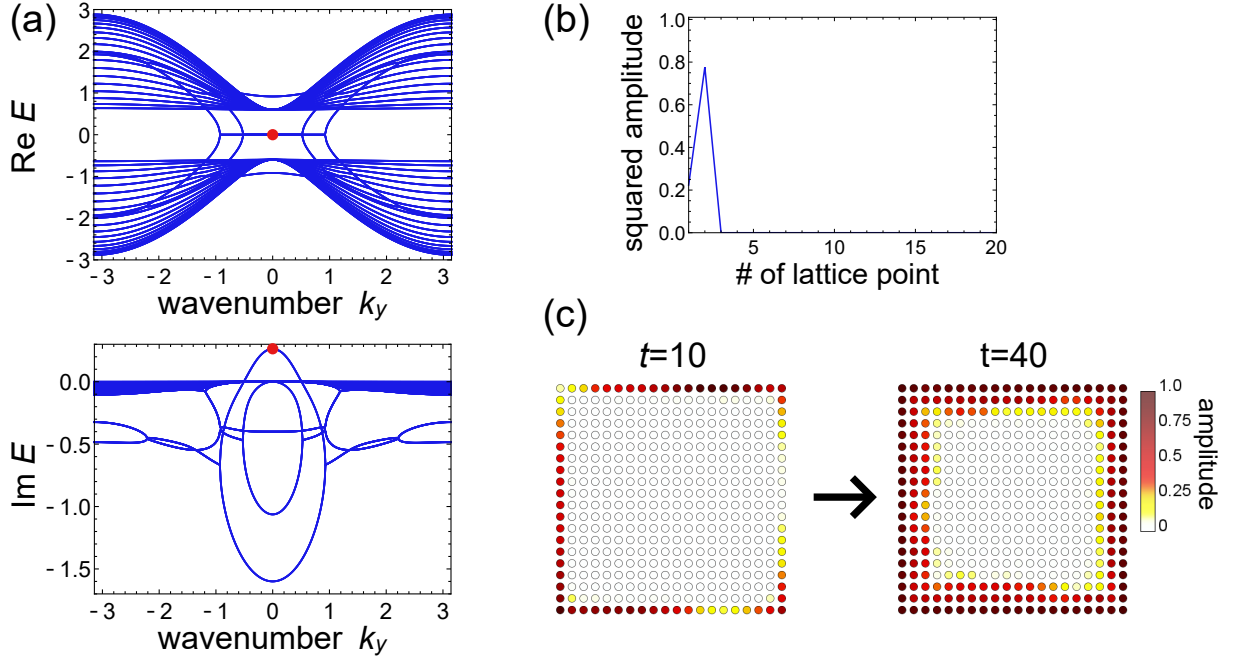 (a)
Re E
3
2
1
0
-1
-2
-3
-3 -2 -1 0 1 2 3
wavenumber k_y
Im E
0.0
-0.5
-1.0
-1.5
-3 -2 -1 0 1 2 3
wavenumber k_y
(b)
squared amplitude
1.0
0.8
0.6
0.4
0.2
0.0
5 10 15 20
# of lattice point
(c)
t=10
t=40
1.0
0.75
0.5
0.25
0
amplitude